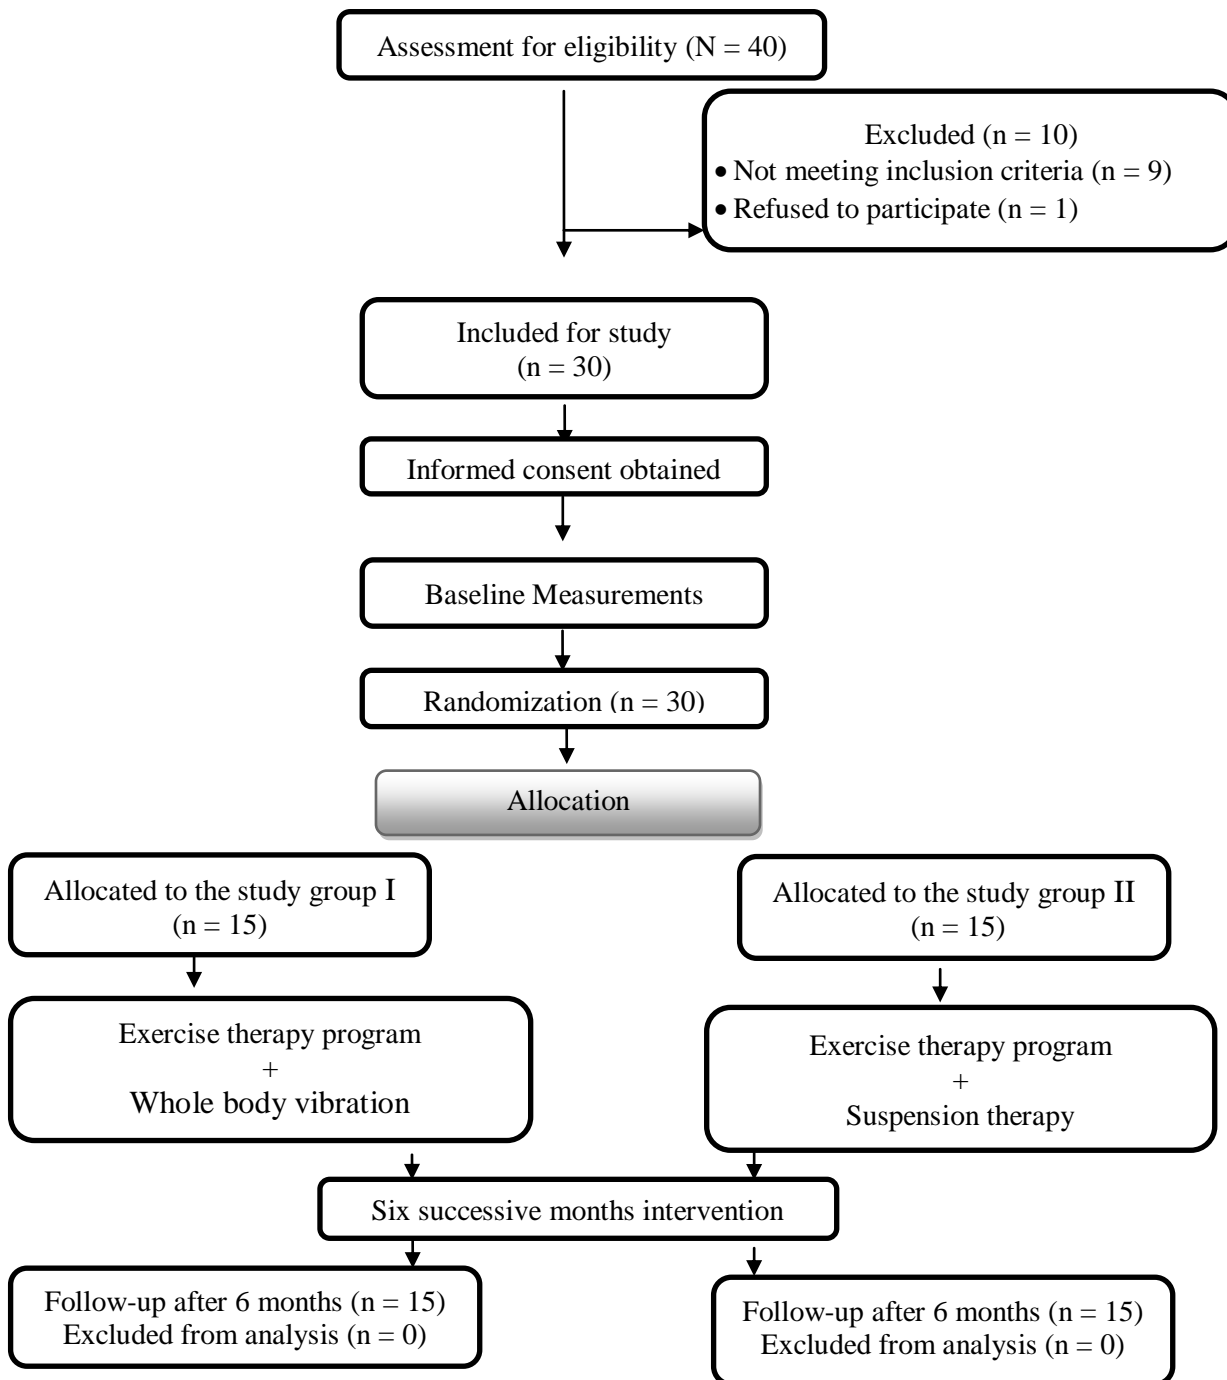 Assessment for eligibility (N = 40)
Excluded (n = 10)
• Not meeting inclusion criteria (n = 9)
• Refused to participate (n = 1)
Included for study
(n = 30)
Informed consent obtained
Baseline Measurements
Randomization (n = 30)
Allocation
Allocated to the study group I
(n = 15)
Allocated to the study group II
(n = 15)
Exercise therapy program
+
Whole body vibration
Exercise therapy program
+
Suspension therapy
Six successive months intervention
Follow-up after 6 months (n = 15)
Excluded from analysis (n = 0)
Follow-up after 6 months (n = 15)
Excluded from analysis (n = 0)